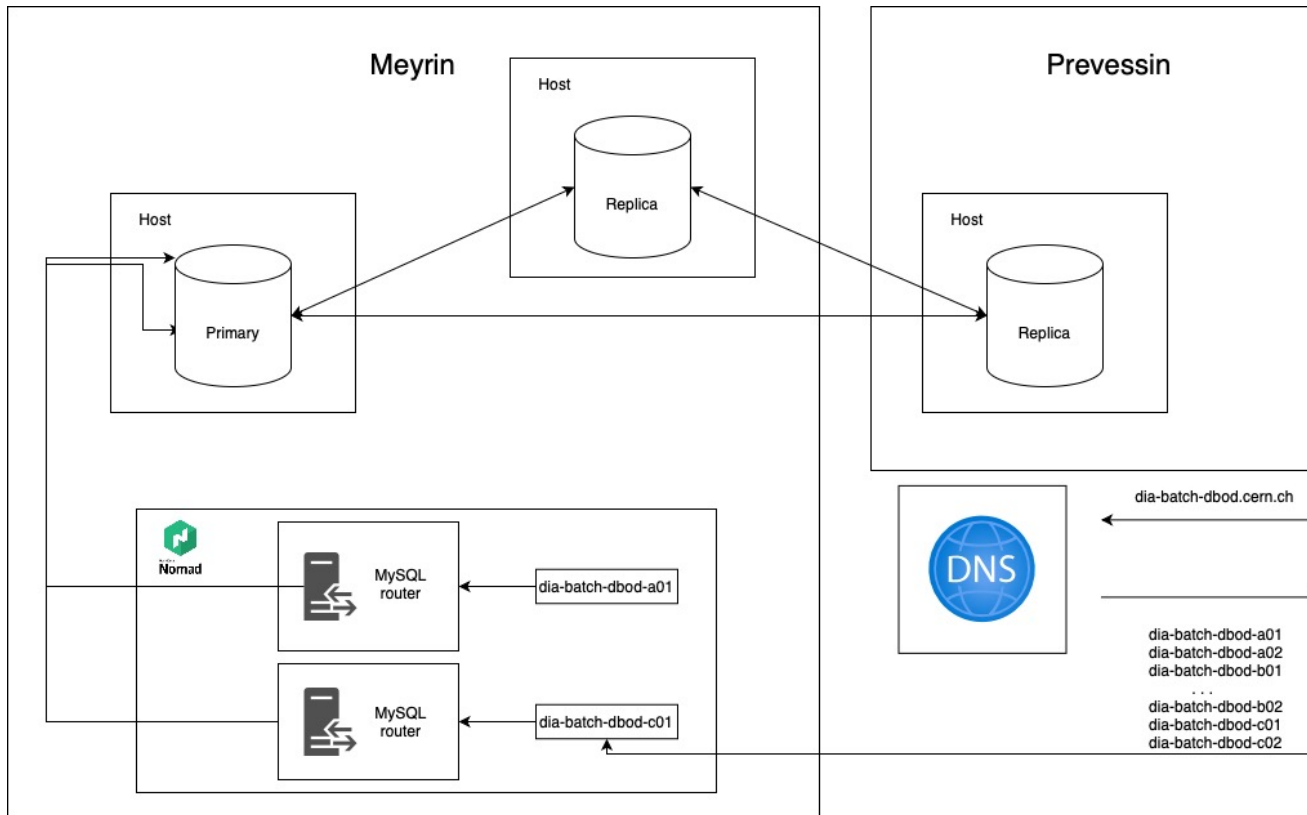 Meyrin
Prevessin
Host
Replica
Host
Primary
Host
Replica
Nomad
MySQL
router
dia-batch-dbod-a01
MySQL
router
dia-batch-dbod-c01
DNS
dia-batch-dbod.cern.ch
dia-batch-dbod-a01
dia-batch-dbod-a02
dia-batch-dbod-b01
. . .
dia-batch-dbod-b02
dia-batch-dbod-c01
dia-batch-dbod-c02